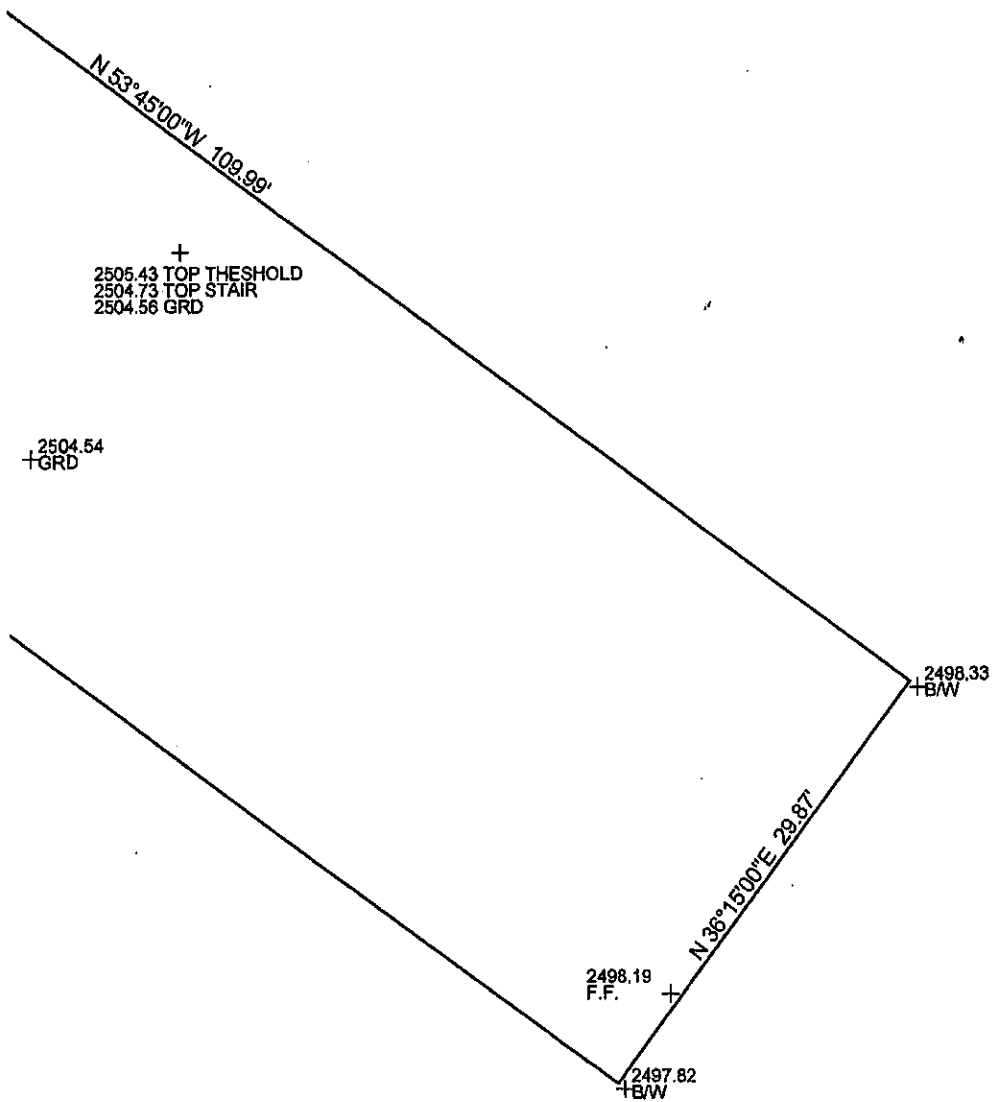 N 53°45'00"W 109.99'
2505.43 TOP THESHOLD
2504.73 TOP STAIR
2504.56 GRD
2504.54
GRD
2498.33
B/W
N 36°15'00"E 29.87'
2498.19
F.F.
2497.82
B/W